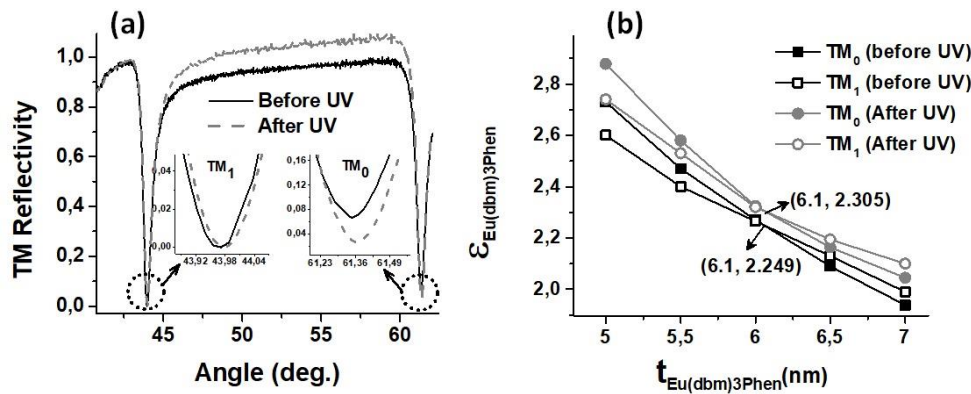 (a)
TM Reflectivity
1,0
0,8
0,6
0,4
0,2
0,0
Before UV
After UV
TM1
0,04
0,02
0,00
43,92 43,98 44,04
TM0
0,16
0,12
0,08
0,04
61,23 61,36 61,49
45 50 55 60
Angle (deg.)
(b)
εEu(dbm)3Phen
2,8
2,6
2,4
2,2
2,0
TM0 (before UV)
TM1 (before UV)
TM0 (After UV)
TM1 (After UV)
(6.1, 2.305)
(6.1, 2.249)
5 5,5 6 6,5 7
tEu(dbm)3Phen(nm)